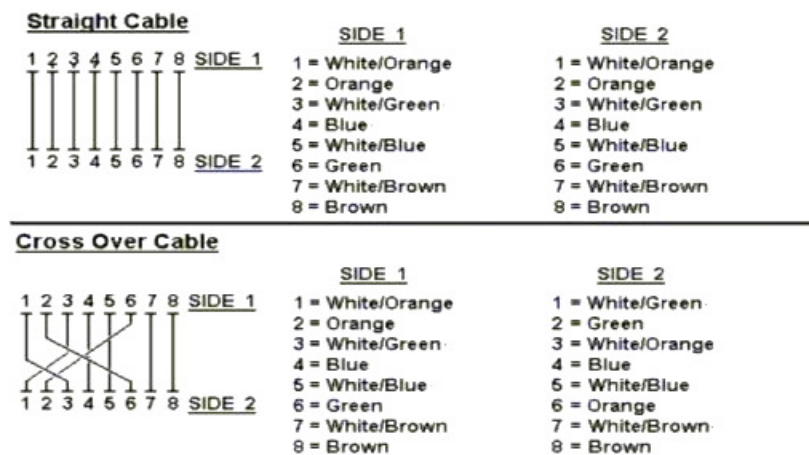 Straight Cable
1 2 3 4 5 6 7 8 SIDE 1
1 2 3 4 5 6 7 8 SIDE 2
SIDE 1
1 = White/Orange
2 = Orange
3 = White/Green
4 = Blue
5 = White/Blue
6 = Green
7 = White/Brown
8 = Brown
SIDE 2
1 = White/Orange
2 = Orange
3 = White/Green
4 = Blue
5 = White/Blue
6 = Green
7 = White/Brown
8 = Brown
Cross Over Cable
1 2 3 4 5 6 7 8 SIDE 1
1 2 3 4 5 6 7 8 SIDE 2
SIDE 1
1 = White/Orange
2 = Orange
3 = White/Green
4 = Blue
5 = White/Blue
6 = Green
7 = White/Brown
8 = Brown
SIDE 2
1 = White/Green
2 = Green
3 = White/Orange
4 = Blue
5 = White/Blue
6 = Orange
7 = White/Brown
8 = Brown